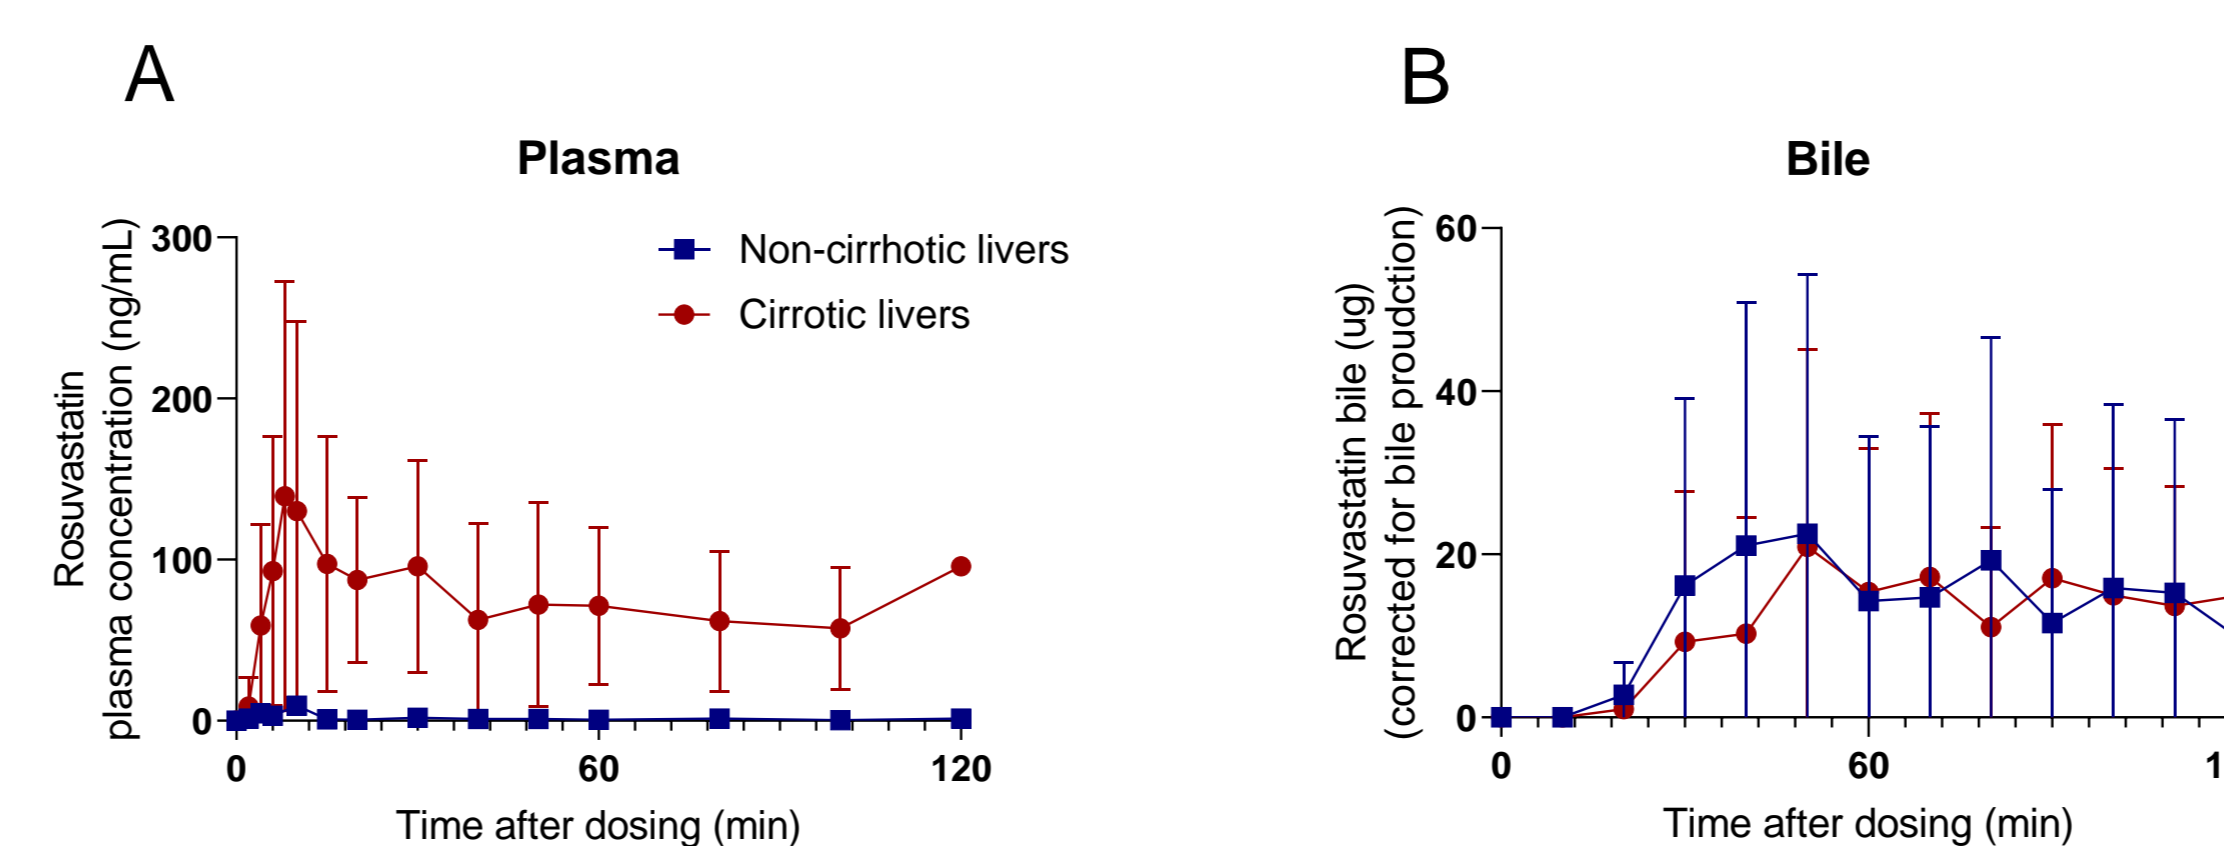 A
Plasma
Rosuvastatin
plasma concentration (ng/mL)
300
200
100
0
Non-cirrhotic livers
Cirrotic livers
0 60 120
Time after dosing (min)
B
Bile
Rosuvastatin bile (ug)
(corrected for bile proudction)
60
40
20
0
0 60 1
Time after dosing (min)